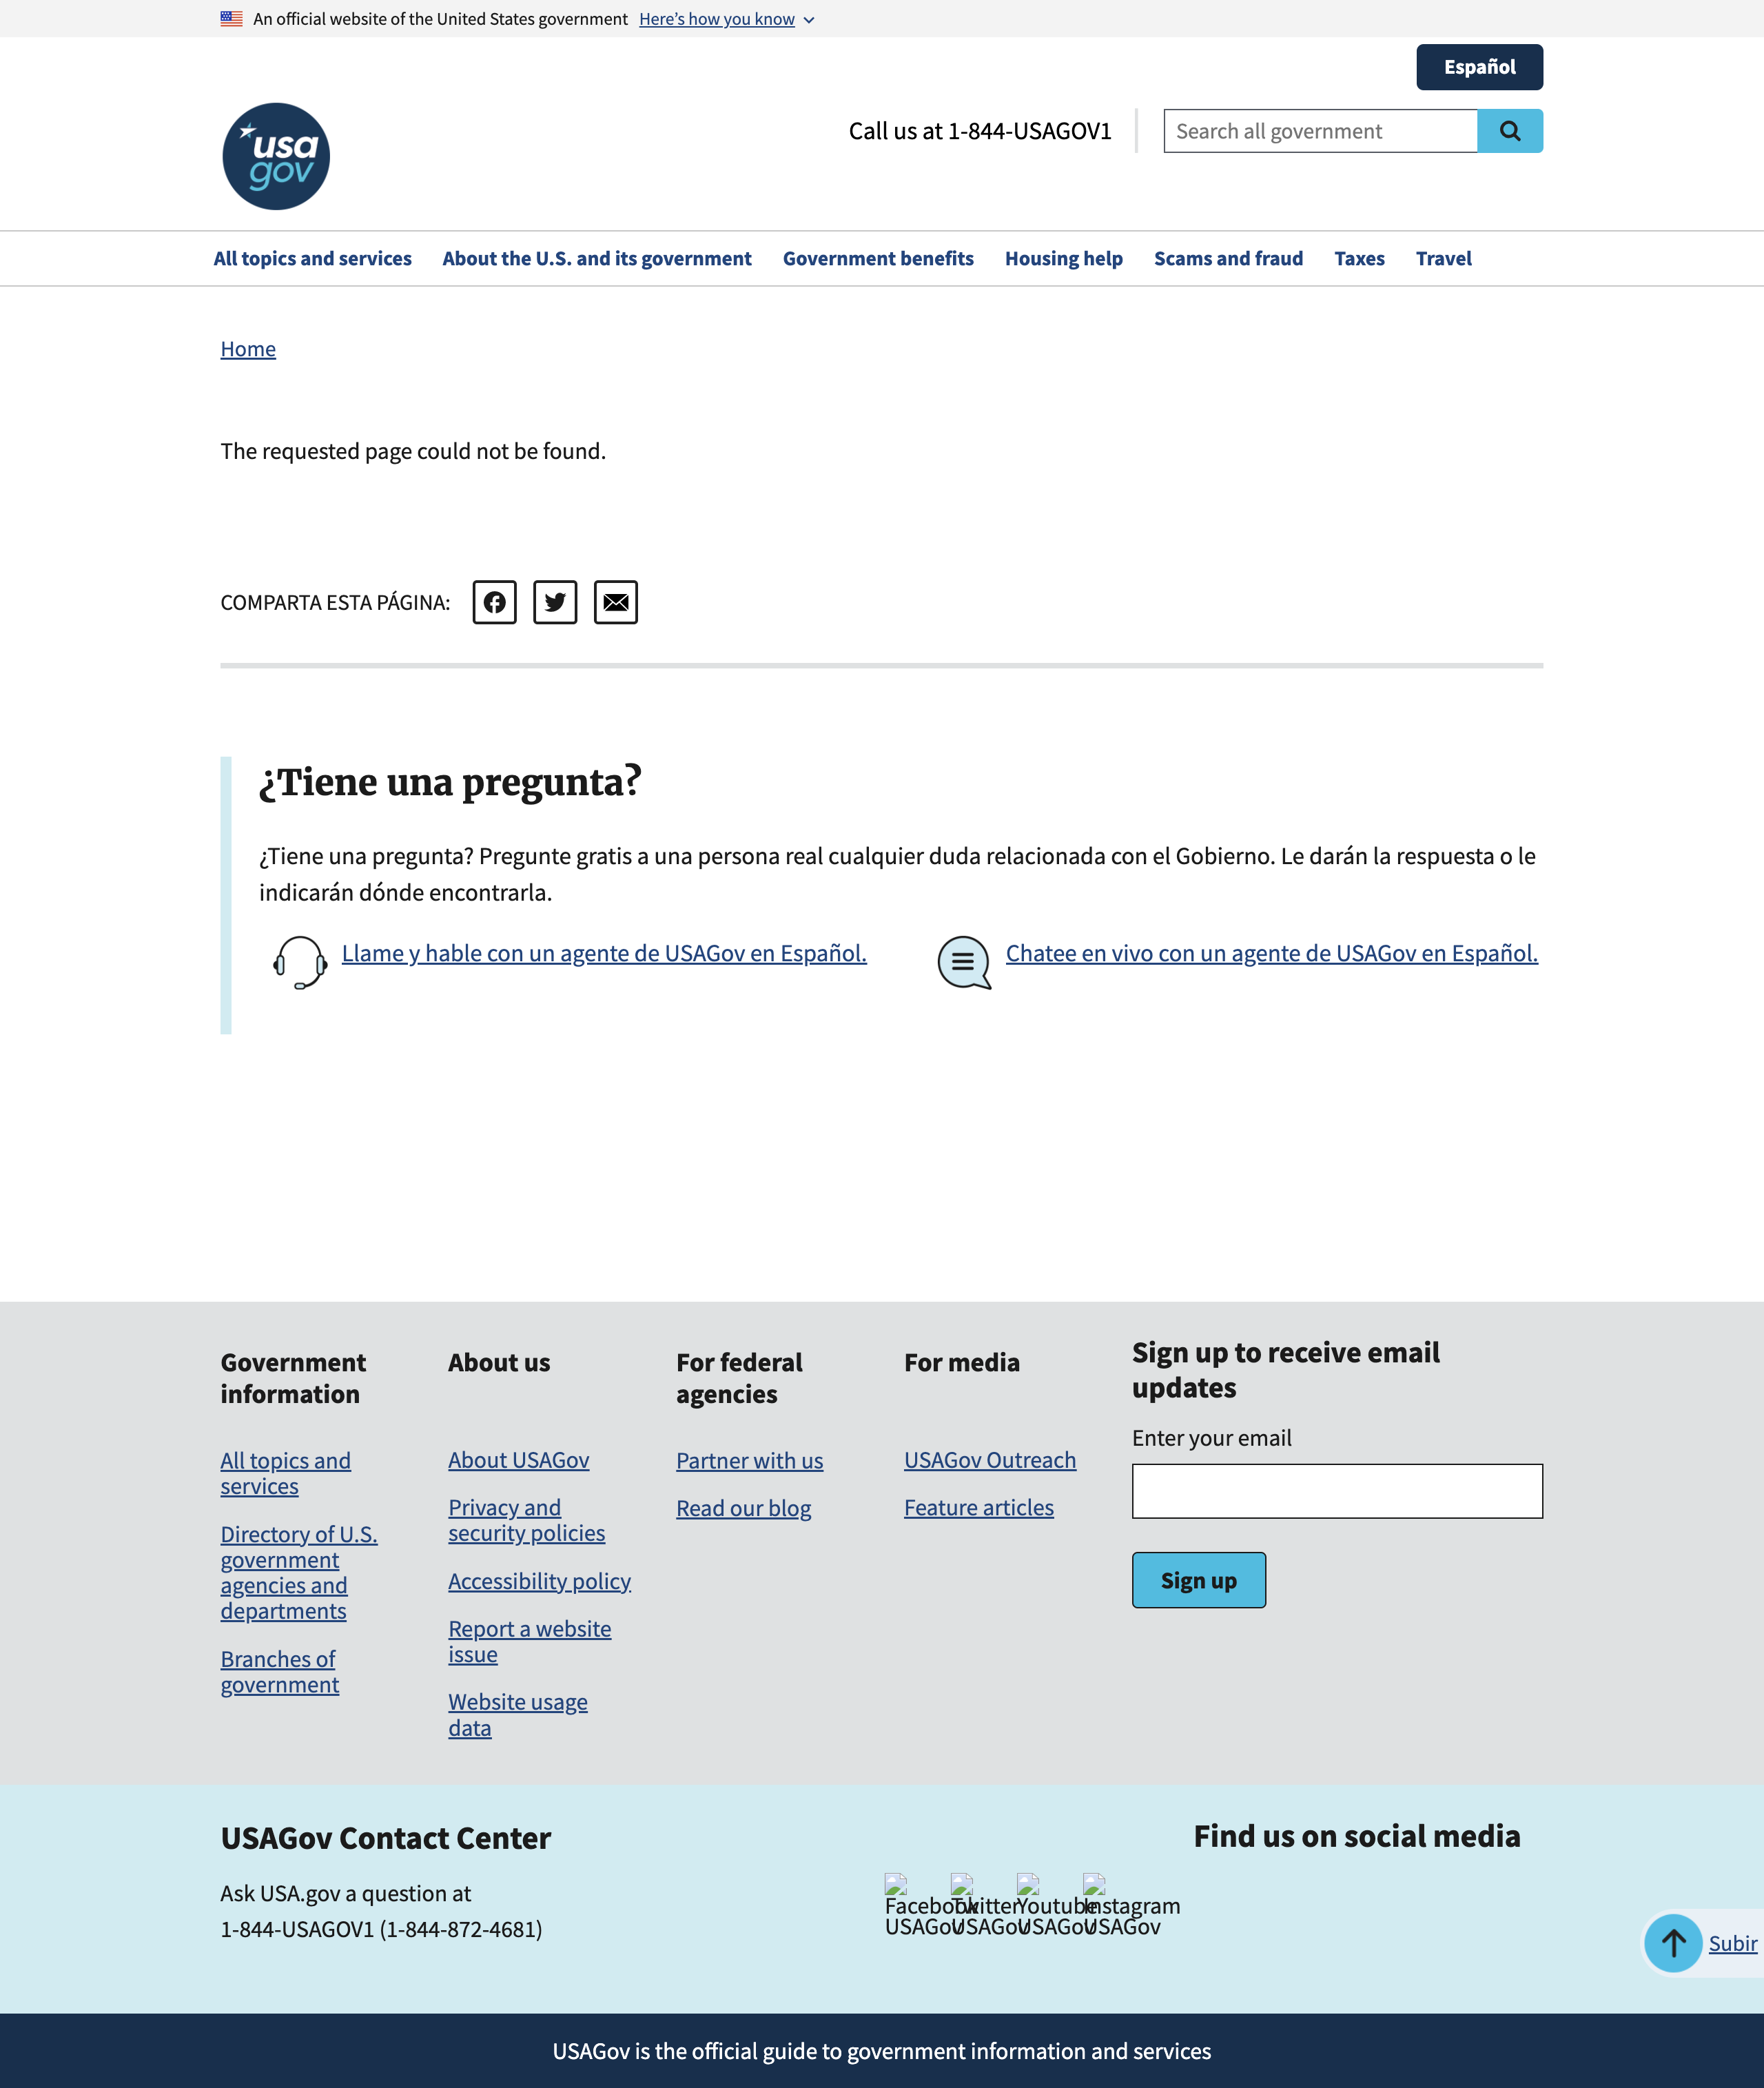 An official website of the United States government Here's how you know
Español
usa
gov
Call us at 1-844-USAGOV1
Search all government
All topics and services About the U.S. and its government Government benefits Housing help Scams and fraud Taxes Travel
Home
The requested page could not be found.
COMPARTA ESTA PÁGINA:
¿Tiene una pregunta?
¿Tiene una pregunta? Pregunte gratis a una persona real cualquier duda relacionada con el Gobierno. Le darán la respuesta o le
indicarán dónde encontrarla.
Llame y hable con un agente de USAGov en Español.
Chatee en vivo con un agente de USAGov en Español.
Government
information
All topics and
services
Directory of U.S.
government
agencies and
departments
Branches of
government
About us
About USAGov
Privacy and
security policies
Accessibility policy
Report a website
issue
Website usage
data
For federal
agencies
Partner with us
Read our blog
For media
USAGov Outreach
Feature articles
Sign up to receive email
updates
Enter your email
Sign up
USAGov Contact Center
Ask USA.gov a question at
1-844-USAGOV1 (1-844-872-4681)
Find us on social media
Facebook
USAGov
Twitter
USAGov
Youtube
USAGov
Instagram
USAGov
Subir
USAGov is the official guide to government information and services